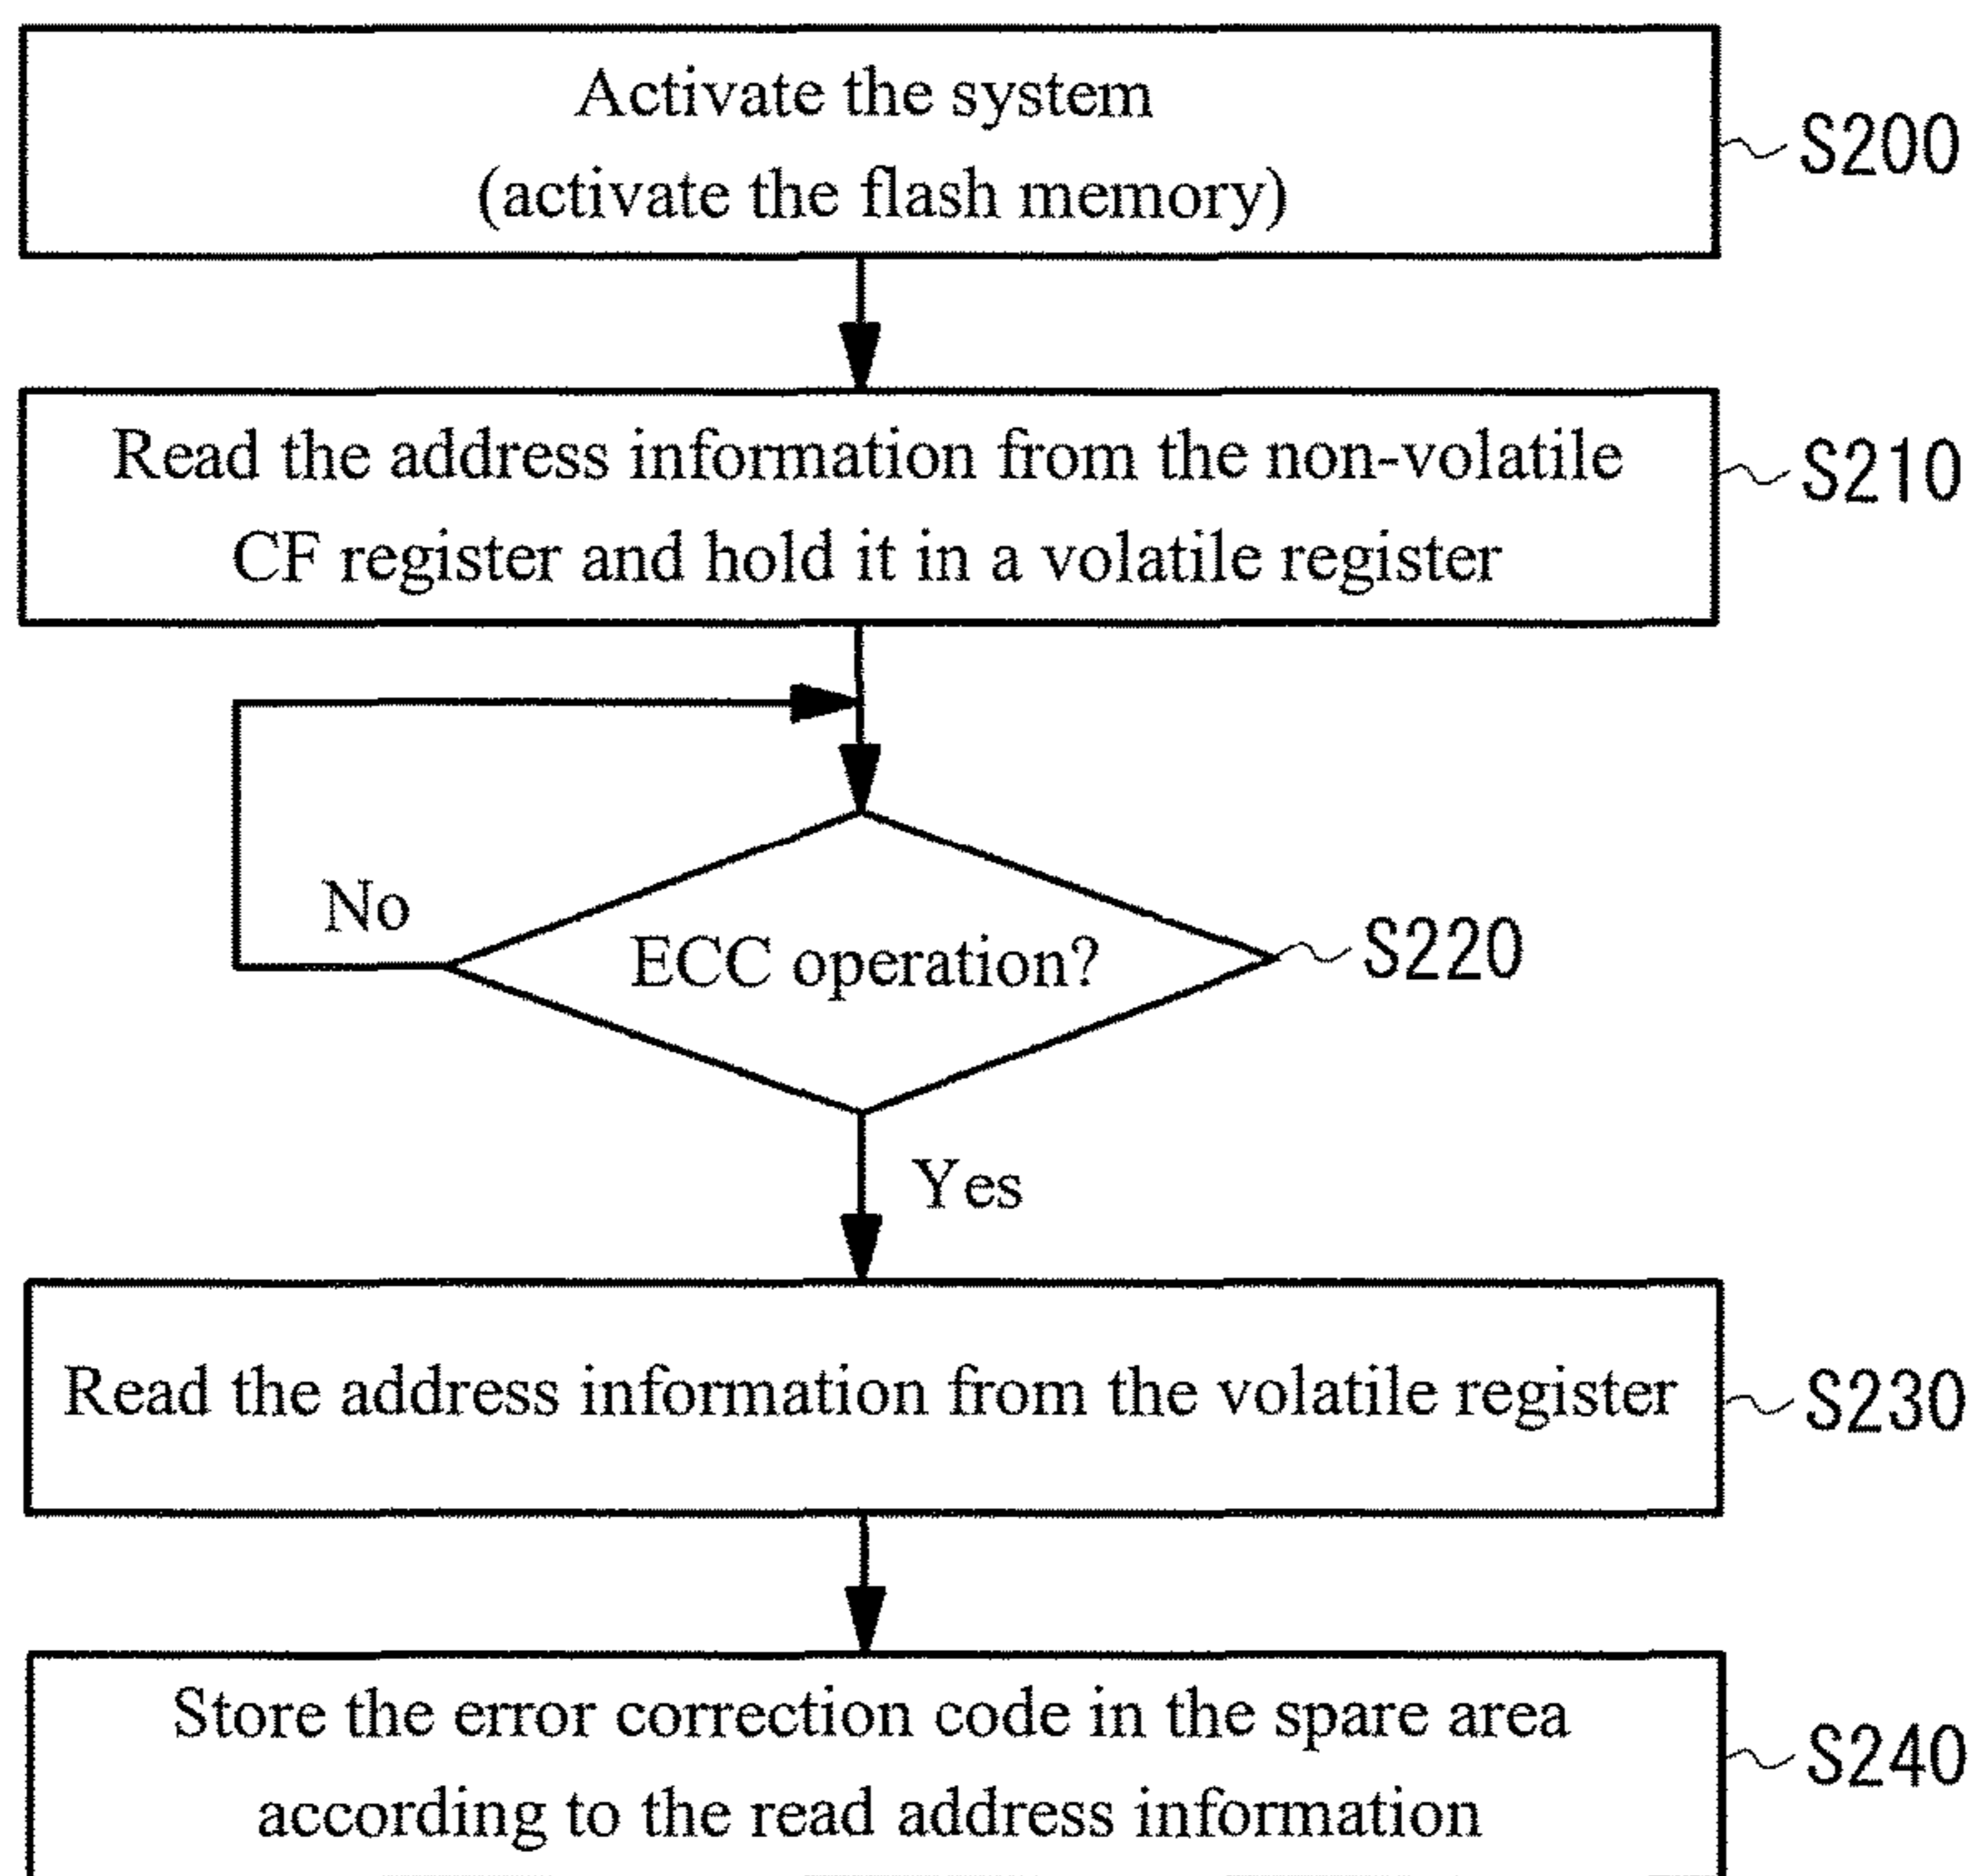 Activate the system
(activate the flash memory)
S200
Read the address information from the non-volatile
CF register and hold it in a volatile register
S210
No
ECC operation?
S220
Yes
Read the address information from the volatile register
S230
Store the error correction code in the spare area
according to the read address information
S240